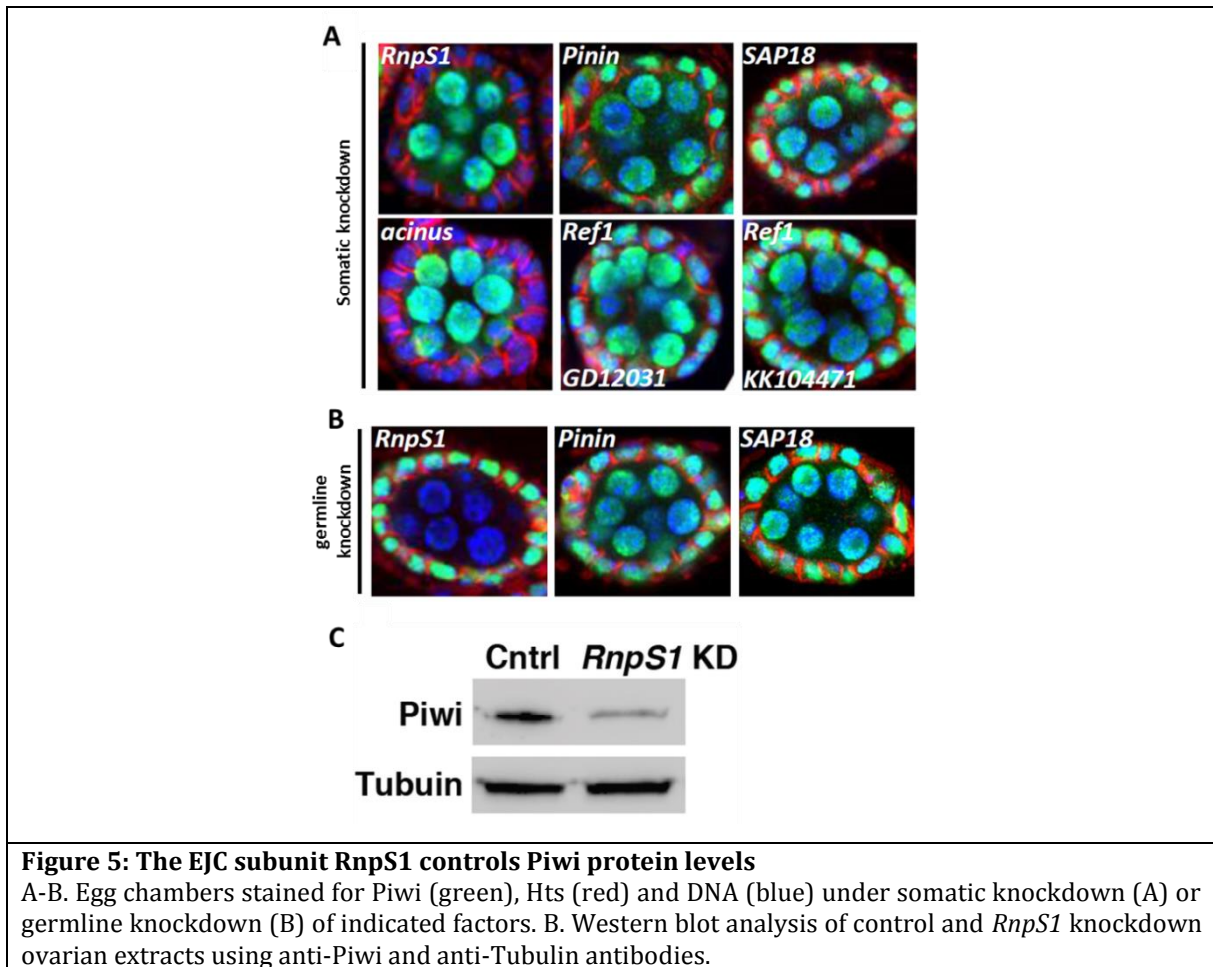 A
RnpS1
Pinin
SAP18
Somatic knockdown
acinus
Ref1
Ref1
GD12031
KK104471
B
RnpS1
Pinin
SAP18
germline
knockdown
C
Cntrl RnpS1 KD
Piwi
Tubuin
Figure 5: The EJC subunit RnpS1 controls Piwi protein levels
A-B. Egg chambers stained for Piwi (green), Hts (red) and DNA (blue) under somatic knockdown (A) or
germline knockdown (B) of indicated factors. B. Western blot analysis of control and RnpS1 knockdown
ovarian extracts using anti-Piwi and anti-Tubulin antibodies.